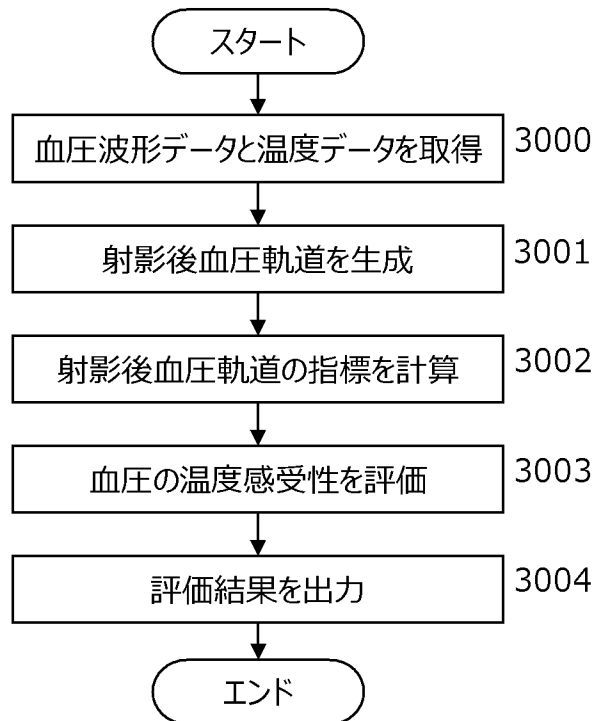 スタート
血圧波形データと温度データを取得 3000
射影後血圧軌道を生成 3001
射影後血圧軌道の指標を計算 3002
血圧の温度感受性を評価 3003
評価結果を出力 3004
エンド